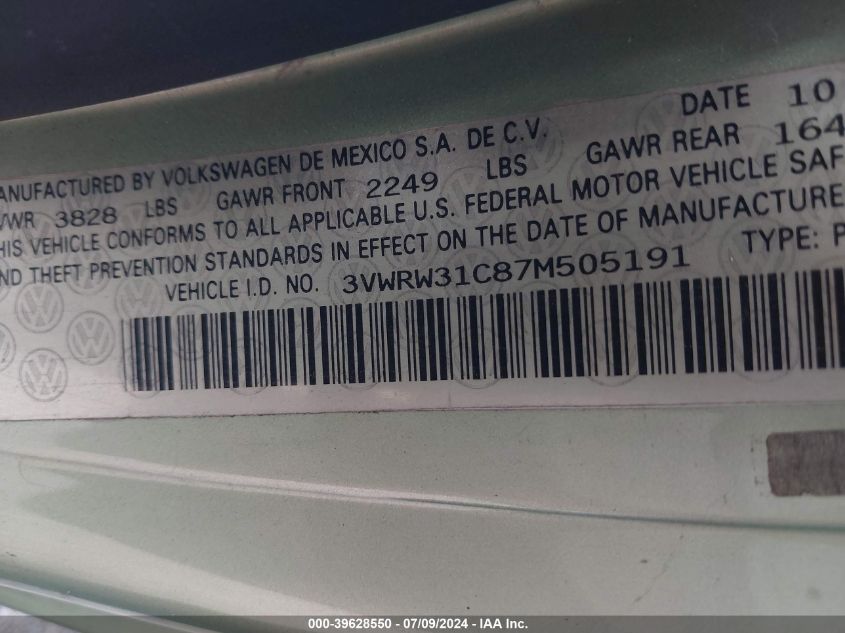 DATE 10
MANUFACTURED BY VOLKSWAGEN DE MEXICO S.A. DE C.V.
VWR 3828 LBS GAWR FRONT 2249 LBS GAWR REAR 164
HIS VEHICLE CONFORMS TO ALL APPLICABLE U.S. FEDERAL MOTOR VEHICLE SAF
ND THEFT PREVENTION STANDARDS IN EFFECT ON THE DATE OF MANUFACTURE
VEHICLE I.D. NO. 3VWRW31C87M505191 TYPE: P
000-39628550 - 07/09/2024 - IAA Inc.